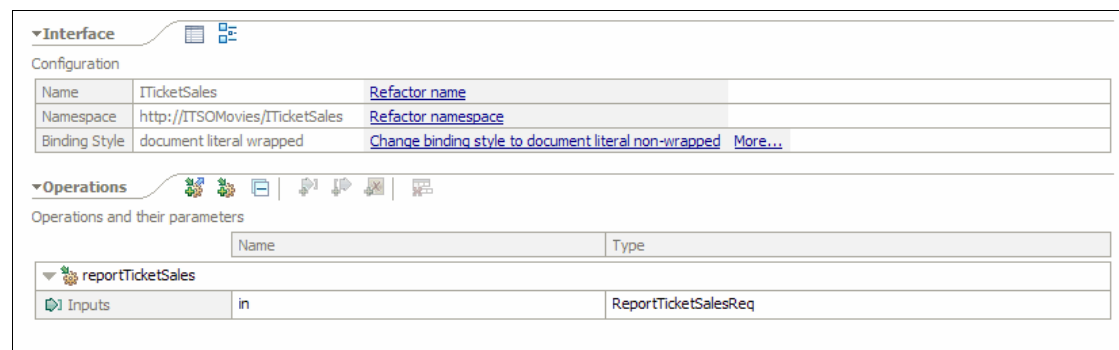 Interface
Configuration
Name ITicketSales Refactor name
Namespace http://ITSOMovies/ITicketSales Refactor namespace
Binding Style document literal wrapped Change binding style to document literal non-wrapped More...
Operations
Operations and their parameters
Name Type
reportTicketSales
Inputs in ReportTicketSalesReq